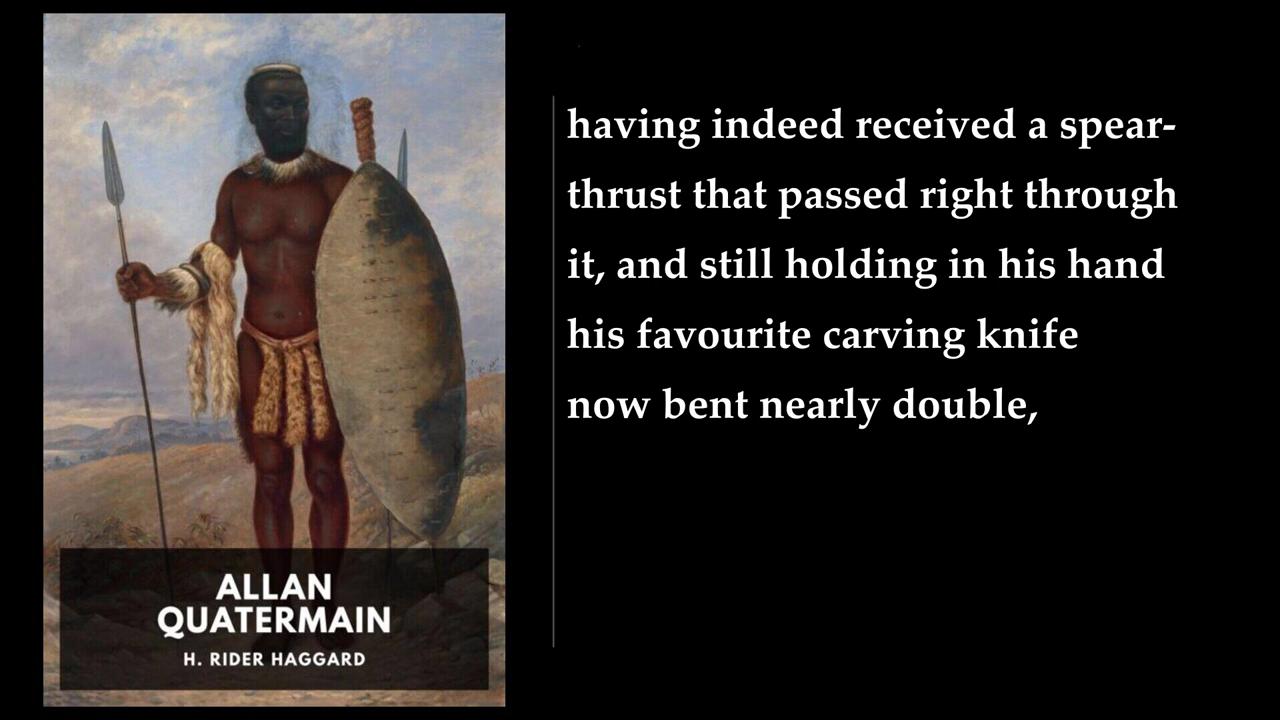 having indeed received a spear-
thrust that passed right through
it, and still holding in his hand
his favourite carving knife
now bent nearly double,
ALLAN
QUATERMAIN
H. RIDER HAGGARD